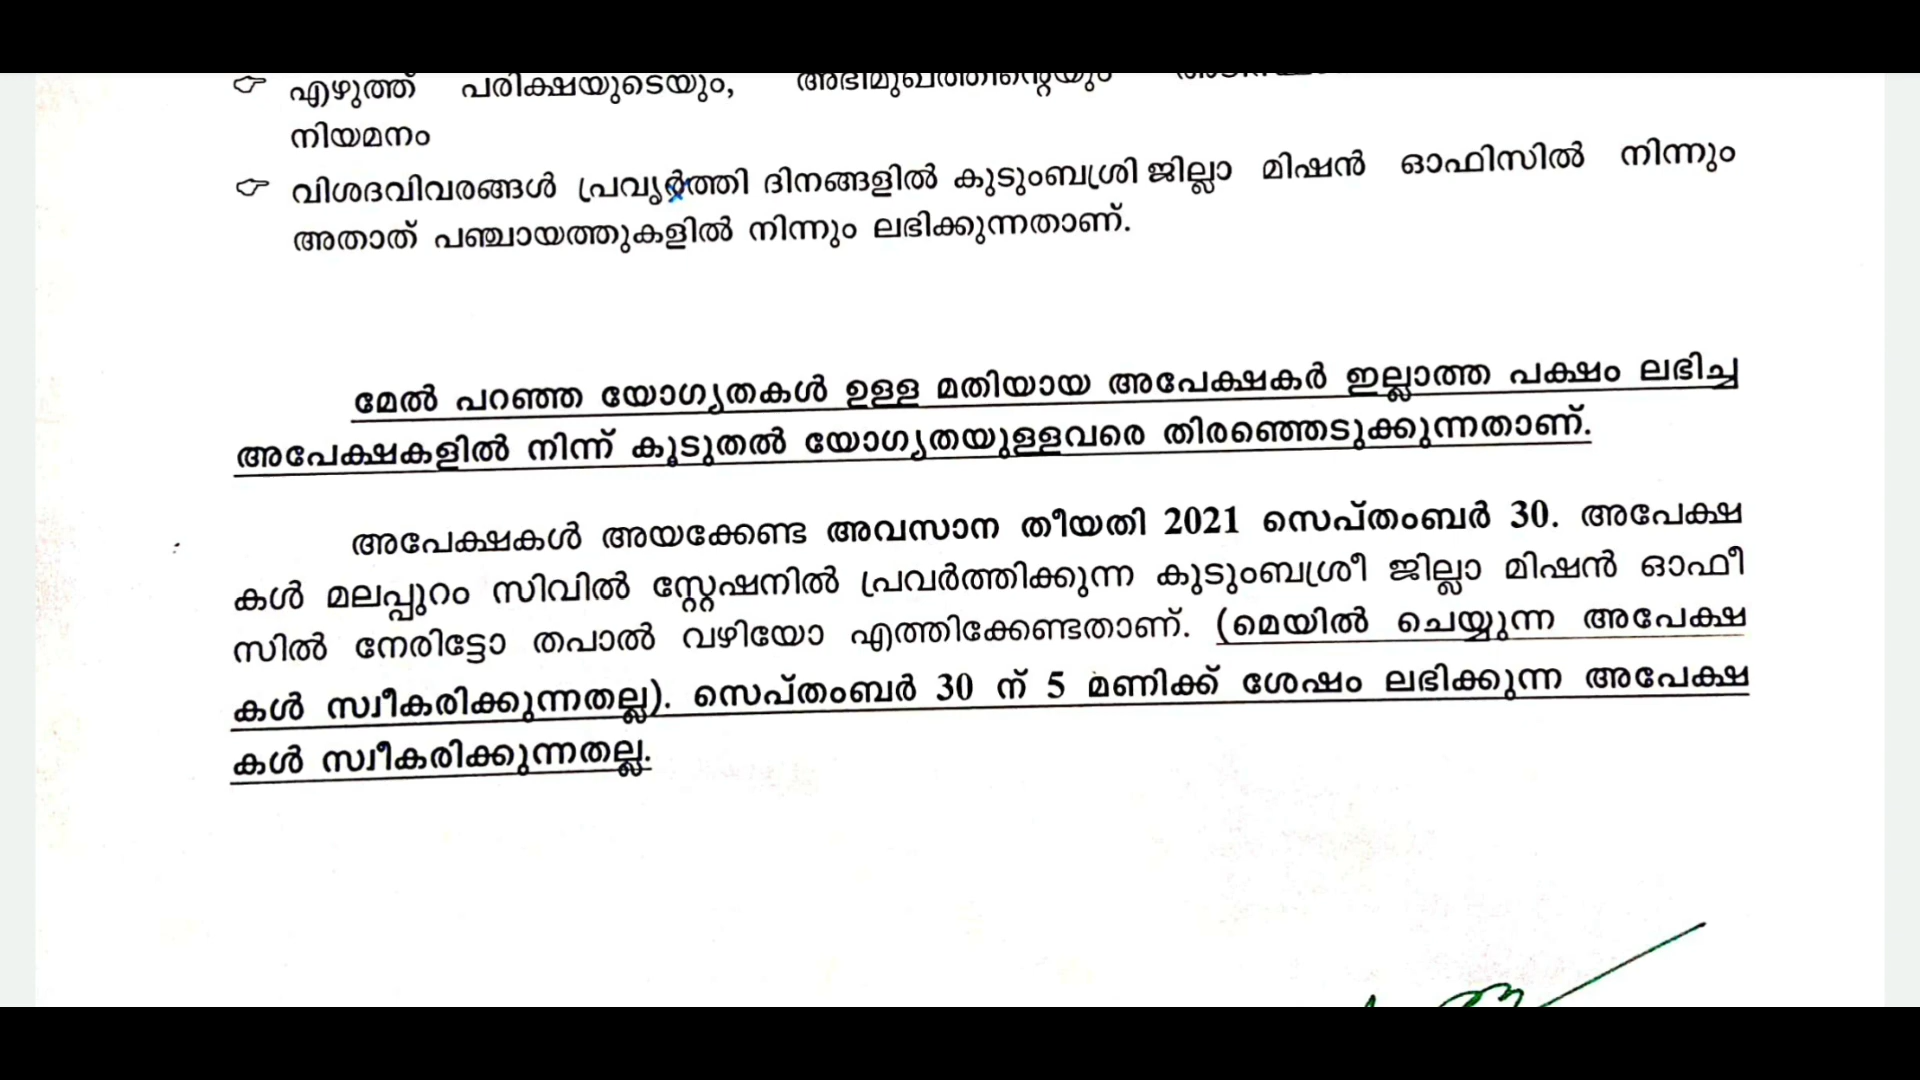 ☞ എഴുത്ത് പരിക്ഷയുടെയും, അഭിമുഖത്തിന്റെയും
നിയമനം
☞ വിശദവിവരങ്ങൾ പ്രവൃർത്തി ദിനങ്ങളിൽ കുടുംബശ്രി ജില്ലാ മിഷൻ ഓഫിസിൽ നിന്നും
അതാത് പഞ്ചായത്തുകളിൽ നിന്നും ലഭിക്കുന്നതാണ്.
മേൽ പറഞ്ഞ യോഗ്യതകൾ ഉള്ള മതിയായ അപേക്ഷകർ ഇല്ലാത്ത പക്ഷം ലഭിച്ച
അപേക്ഷകളിൽ നിന്ന് കൂടുതൽ യോഗ്യതയുള്ളവരെ തിരഞ്ഞെടുക്കുന്നതാണ്.
അപേക്ഷകൾ അയക്കേണ്ട അവസാന തീയതി 2021 സെപ്തംബർ 30. അപേക്ഷ
കൾ മലപ്പുറം സിവിൽ സ്റ്റേഷനിൽ പ്രവർത്തിക്കുന്ന കുടുംബശ്രീ ജില്ലാ മിഷൻ ഓഫീ
സിൽ നേരിട്ടോ തപാൽ വഴിയോ എത്തിക്കേണ്ടതാണ്. (മെയിൽ ചെയ്യുന്ന അപേക്ഷ
കൾ സ്വീകരിക്കുന്നതല്ല). സെപ്തംബർ 30 ന് 5 മണിക്ക് ശേഷം ലഭിക്കുന്ന അപേക്ഷ
കൾ സ്വീകരിക്കുന്നതല്ല.